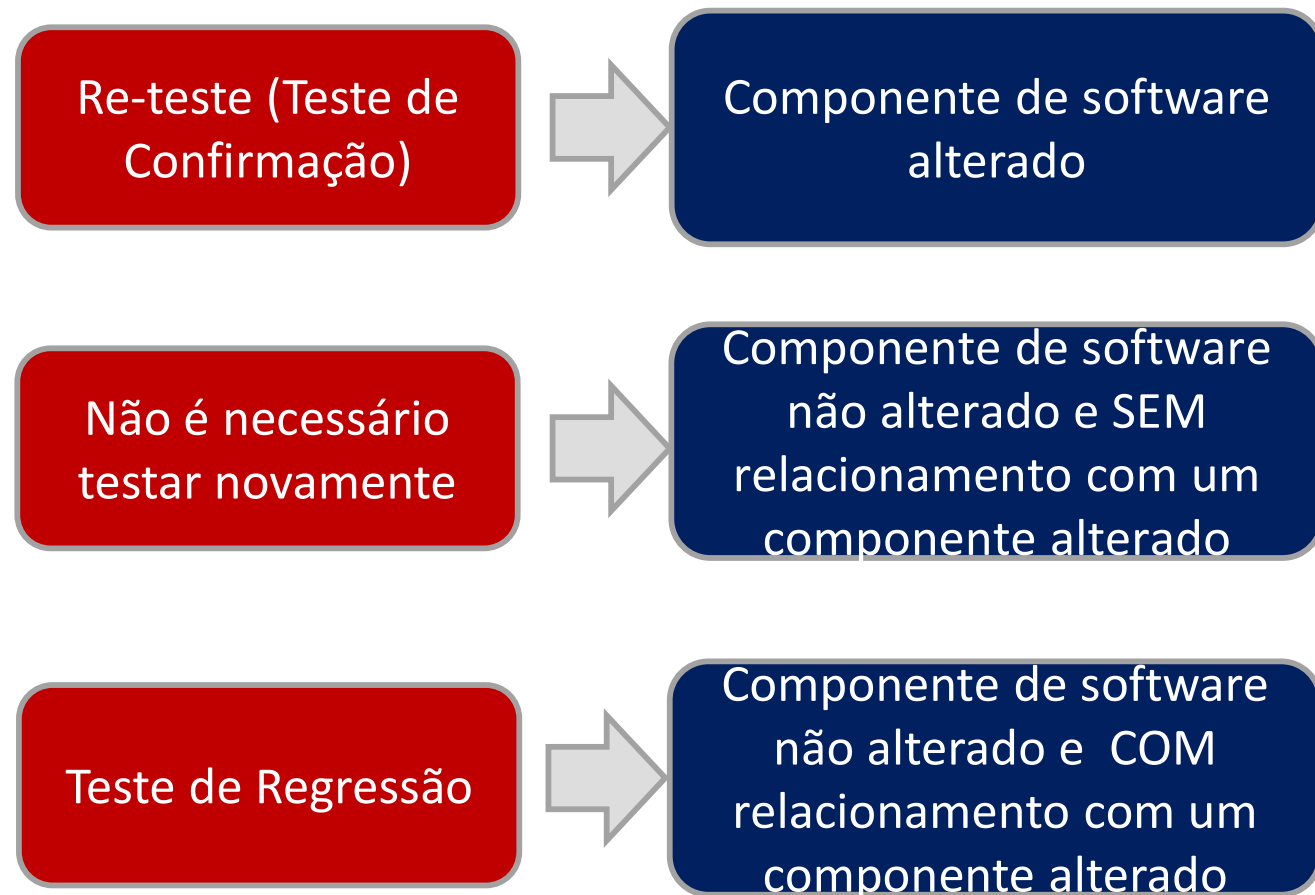 Re-teste (Teste de
Confirmação)
Componente de software
alterado
Não é necessário
testar novamente
Componente de software
não alterado e SEM
relacionamento com um
componente alterado
Teste de Regressão
Componente de software
não alterado e  COM
relacionamento com um
componente alterado